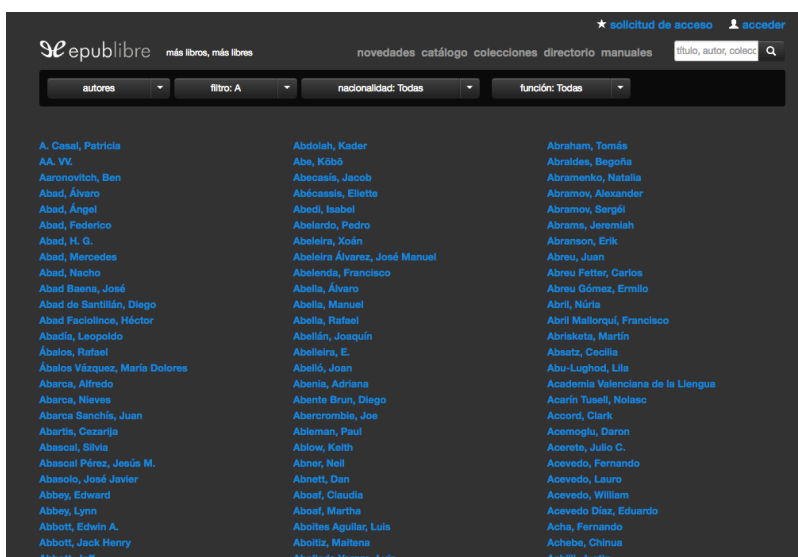 ★ solicitud de acceso acceder
epublibre más libros, más libres novedades catálogo colecciones directorio manuales título, autor, colecc
autores filtro: A nacionalidad: Todas función: Todas
A. Casal, Patricia
AA. VV.
Aaronovitch, Ben
Abad, Álvaro
Abad, Ángel
Abad, Federico
Abad, H. G.
Abad, Mercedes
Abad, Nacho
Abad Baena, José
Abad de Santillán, Diego
Abad Faciolince, Héctor
Abadía, Leopoldo
Ábalos, Rafael
Ábalos Vázquez, María Dolores
Abarca, Alfredo
Abarca, Nieves
Abarca Sanchís, Juan
Abartis, Cezarija
Abascal, Silvia
Abascal Pérez, Jesús M.
Abasolo, José Javier
Abbey, Edward
Abbey, Lynn
Abbott, Edwin A.
Abbott, Jack Henry
Abdolah, Kader
Abe, Kōbō
Abecasís, Jacob
Abécassis, Eliette
Abedi, Isabel
Abelardo, Pedro
Abeleira, Xoán
Abeleira Álvarez, José Manuel
Abelenda, Francisco
Abella, Álvaro
Abella, Manuel
Abella, Rafael
Abellán, Joaquín
Abelleira, E.
Abelló, Joan
Abenia, Adriana
Abente Brun, Diego
Abercrombie, Joe
Ableman, Paul
Ablow, Keith
Abner, Neil
Abnett, Dan
Aboaf, Claudia
Aboaf, Martha
Aboites Aguilar, Luis
Aboitiz, Maitena
Abraham, Tomás
Abraldes, Begoña
Abramenko, Natalia
Abramov, Alexander
Abramov, Sergéi
Abrams, Jeremiah
Abranson, Erik
Abreu, Juan
Abreu Fetter, Carlos
Abreu Gómez, Ermilo
Abril, Núria
Abril Mallorquí, Francisco
Abrisketa, Martín
Absatz, Cecilia
Abu-Lughod, Lila
Academia Valenciana de la Llengua
Acarín Tusell, Nolasc
Accord, Clark
Acemoglu, Daron
Acerete, Julio C.
Acevedo, Fernando
Acevedo, Lauro
Acevedo, William
Acevedo Díaz, Eduardo
Acha, Fernando
Achebe, Chinua